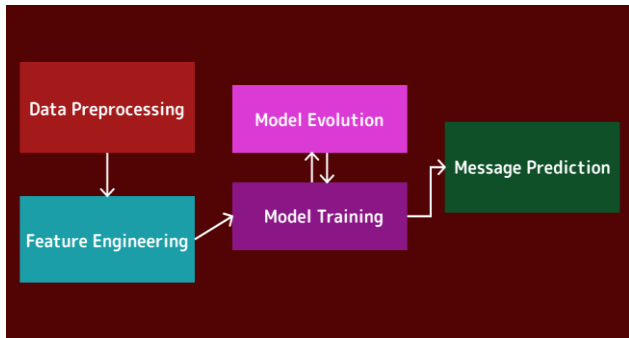 Data Preprocessing
Feature Engineering
Model Evolution
Model Training
Message Prediction